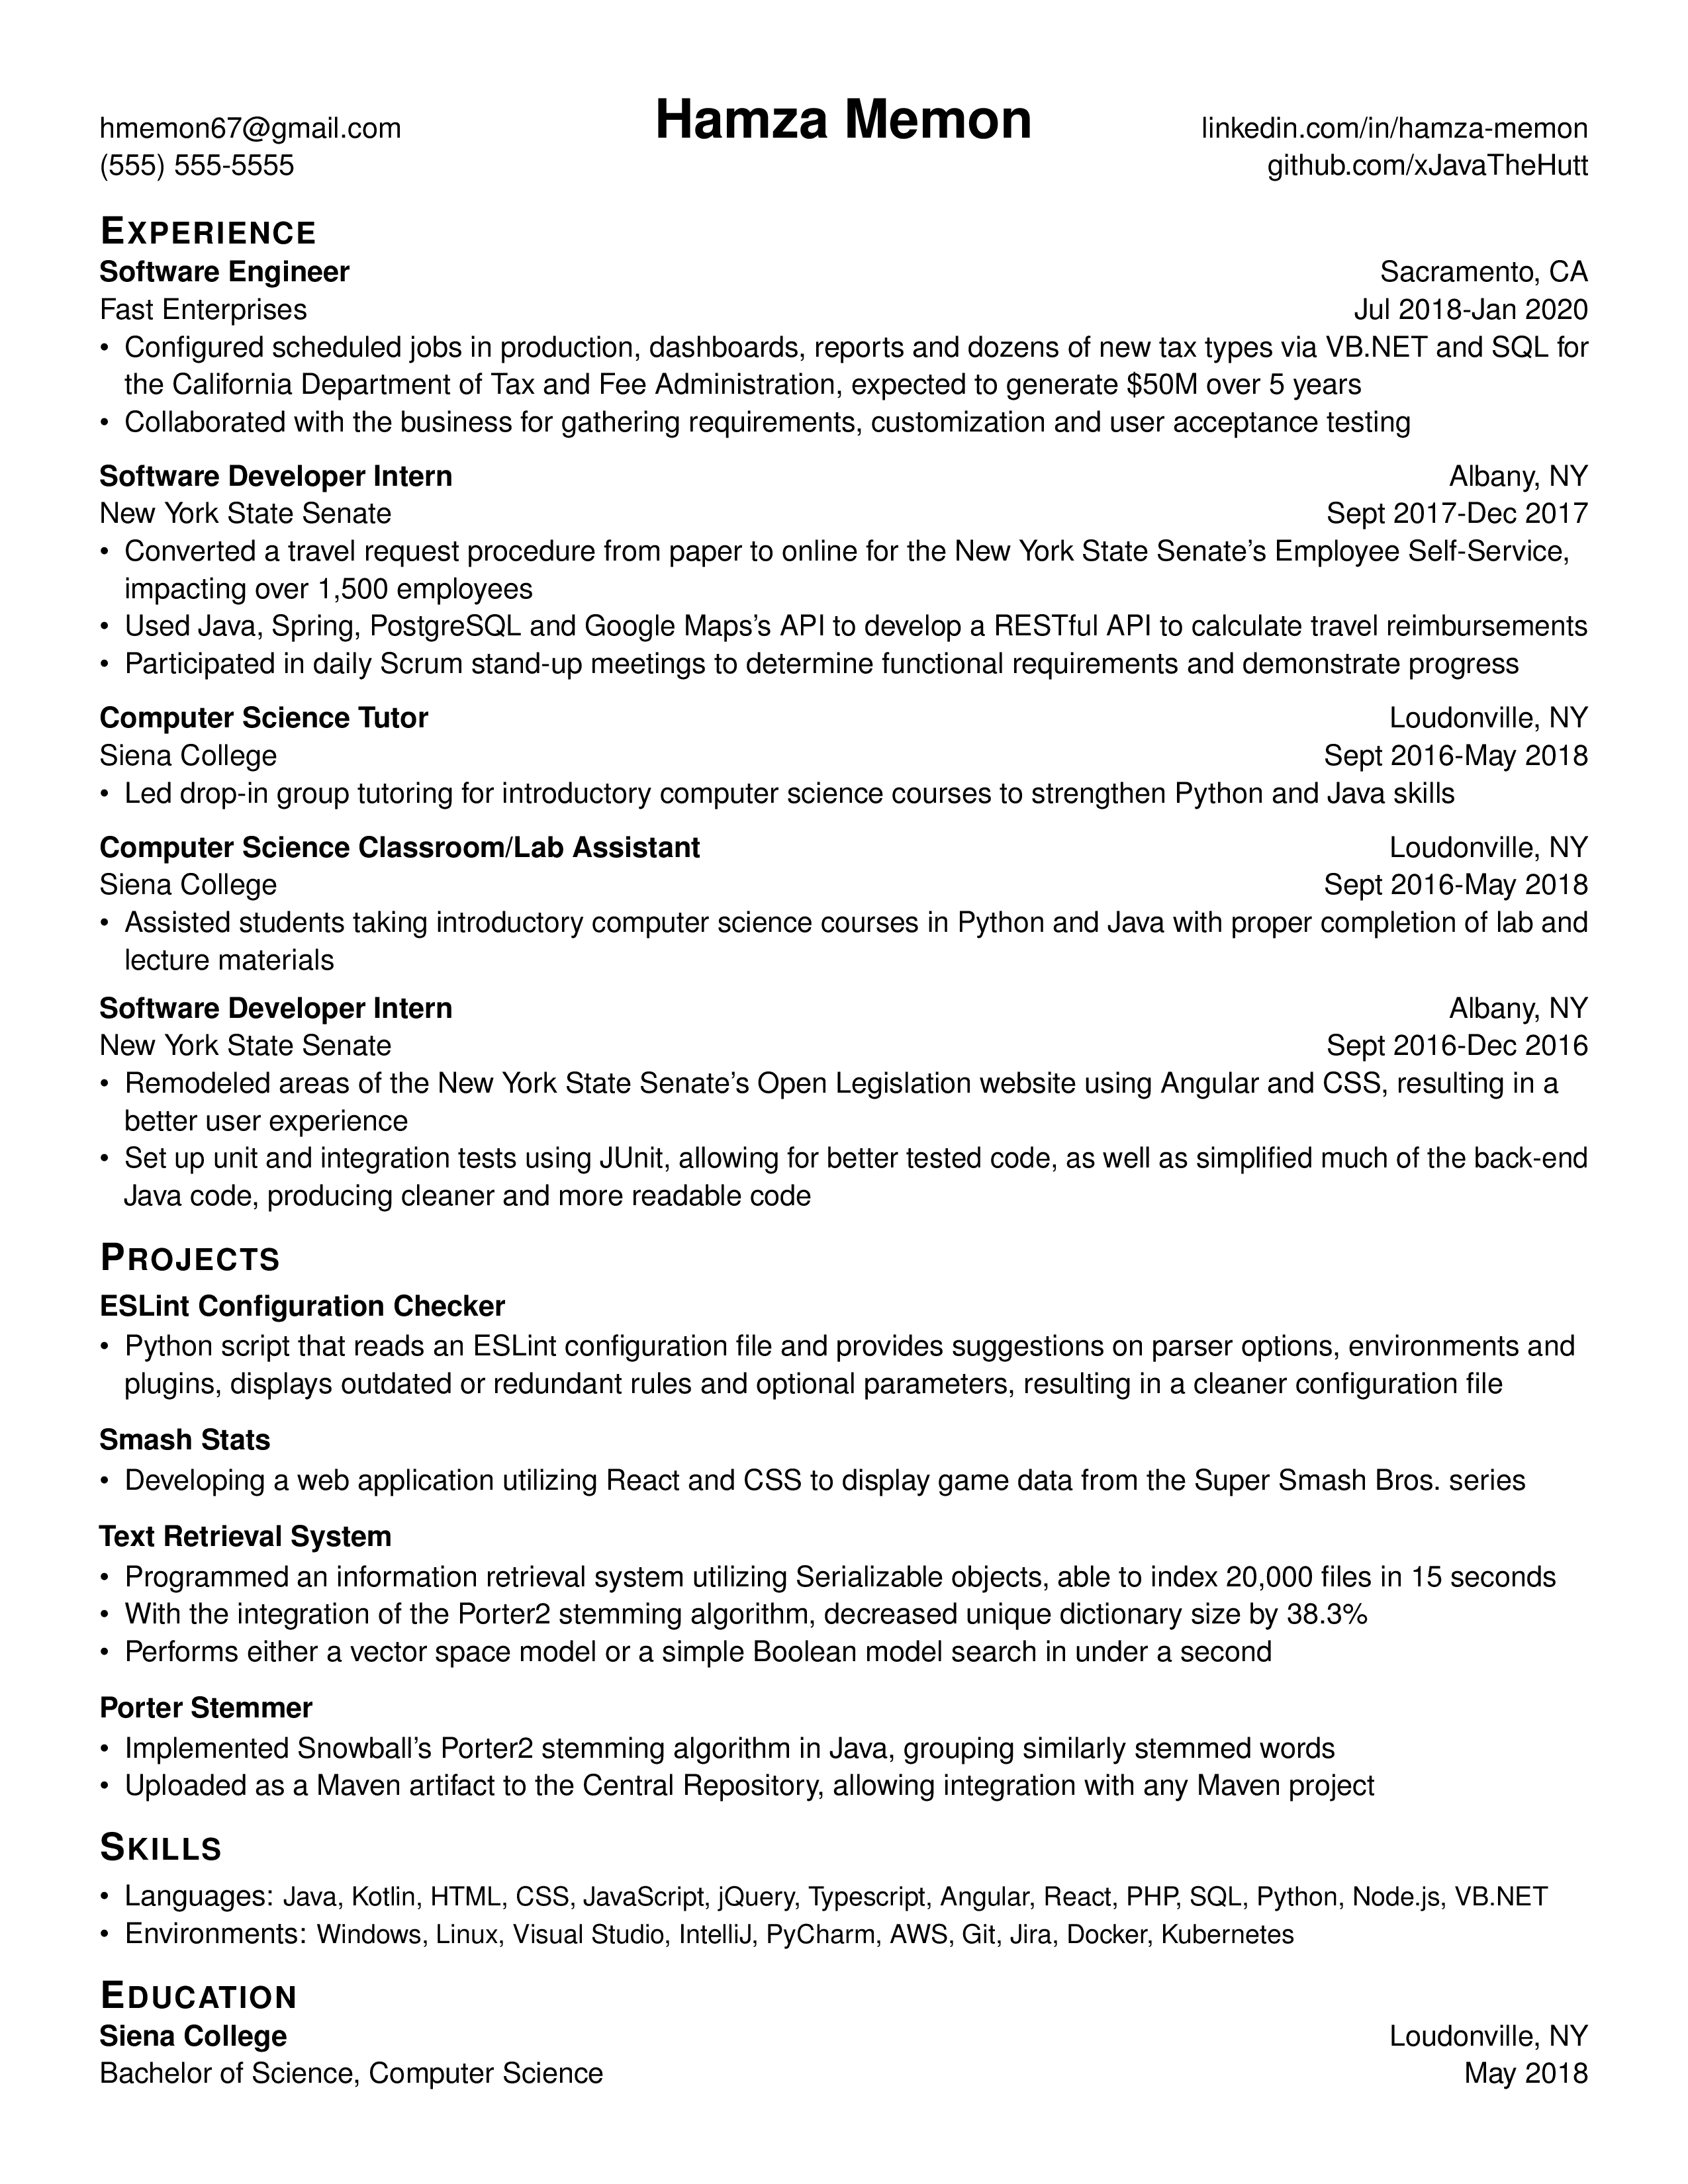 Hamza Memon
hmemon67@gmail.com
(555) 555-5555
linkedin.com/in/hamza-memon
github.com/xJavaTheHutt
EXPERIENCE
Software Engineer Sacramento, CA
Fast Enterprises Jul 2018-Jan 2020
• Configured scheduled jobs in production, dashboards, reports and dozens of new tax types via VB.NET and SQL for
the California Department of Tax and Fee Administration, expected to generate $50M over 5 years
• Collaborated with the business for gathering requirements, customization and user acceptance testing
Software Developer Intern Albany, NY
New York State Senate Sept 2017-Dec 2017
• Converted a travel request procedure from paper to online for the New York State Senate’s Employee Self-Service,
impacting over 1,500 employees
• Used Java, Spring, PostgreSQL and Google Maps’s API to develop a RESTful API to calculate travel reimbursements
• Participated in daily Scrum stand-up meetings to determine functional requirements and demonstrate progress
Computer Science Tutor Loudonville, NY
Siena College Sept 2016-May 2018
• Led drop-in group tutoring for introductory computer science courses to strengthen Python and Java skills
Computer Science Classroom/Lab Assistant Loudonville, NY
Siena College Sept 2016-May 2018
• Assisted students taking introductory computer science courses in Python and Java with proper completion of lab and
lecture materials
Software Developer Intern Albany, NY
New York State Senate Sept 2016-Dec 2016
• Remodeled areas of the New York State Senate’s Open Legislation website using Angular and CSS, resulting in a
better user experience
• Set up unit and integration tests using JUnit, allowing for better tested code, as well as simplified much of the back-end
Java code, producing cleaner and more readable code
PROJECTS
ESLint Configuration Checker
• Python script that reads an ESLint configuration file and provides suggestions on parser options, environments and
plugins, displays outdated or redundant rules and optional parameters, resulting in a cleaner configuration file
Smash Stats
• Developing a web application utilizing React and CSS to display game data from the Super Smash Bros. series
Text Retrieval System
• Programmed an information retrieval system utilizing Serializable objects, able to index 20,000 files in 15 seconds
• With the integration of the Porter2 stemming algorithm, decreased unique dictionary size by 38.3%
• Performs either a vector space model or a simple Boolean model search in under a second
Porter Stemmer
• Implemented Snowball’s Porter2 stemming algorithm in Java, grouping similarly stemmed words
• Uploaded as a Maven artifact to the Central Repository, allowing integration with any Maven project
SKILLS
• Languages: Java, Kotlin, HTML, CSS, JavaScript, jQuery, Typescript, Angular, React, PHP, SQL, Python, Node.js, VB.NET
• Environments: Windows, Linux, Visual Studio, IntelliJ, PyCharm, AWS, Git, Jira, Docker, Kubernetes
EDUCATION
Siena College Loudonville, NY
Bachelor of Science, Computer Science May 2018